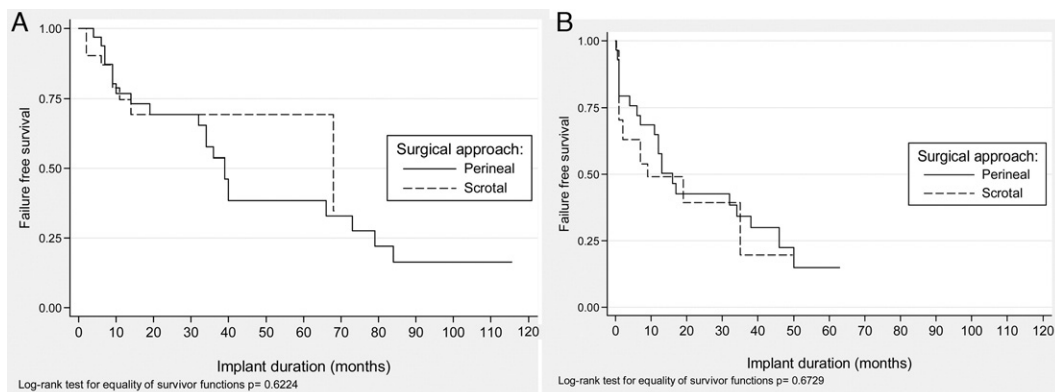 A
1.00
0.75
0.50
0.25
0.00
Failure free survival
Surgical approach:
Perineal
Scrotal
0 10 20 30 40 50 60 70 80 90 100 110 120
Implant duration (months)
Log-rank test for equality of survivor functions p= 0.6224
B
1.00
0.75
0.50
0.25
0.00
Failure free survival
Surgical approach:
Perineal
Scrotal
0 10 20 30 40 50 60 70 80 90 100 110 120
Implant duration (months)
Log-rank test for equality of survivor functions p= 0.6729